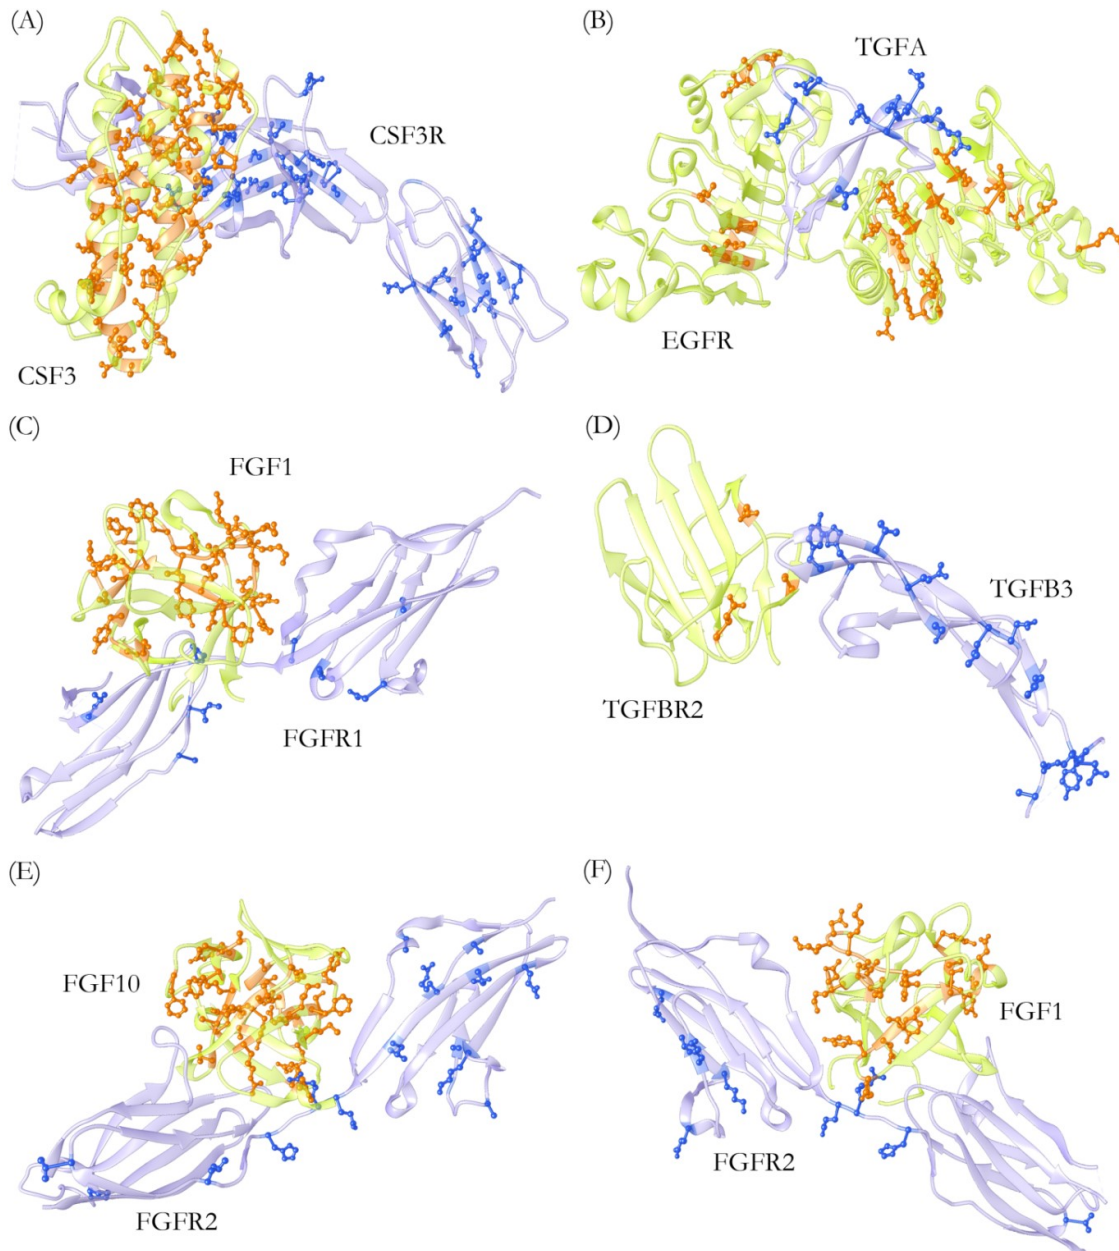 (A)
CSF3R
CSF3
(B)
TGFA
EGFR
(C)
FGF1
FGFR1
(D)
TGFB3
TGFBR2
(E)
FGF10
FGFR2
(F)
FGF1
FGFR2